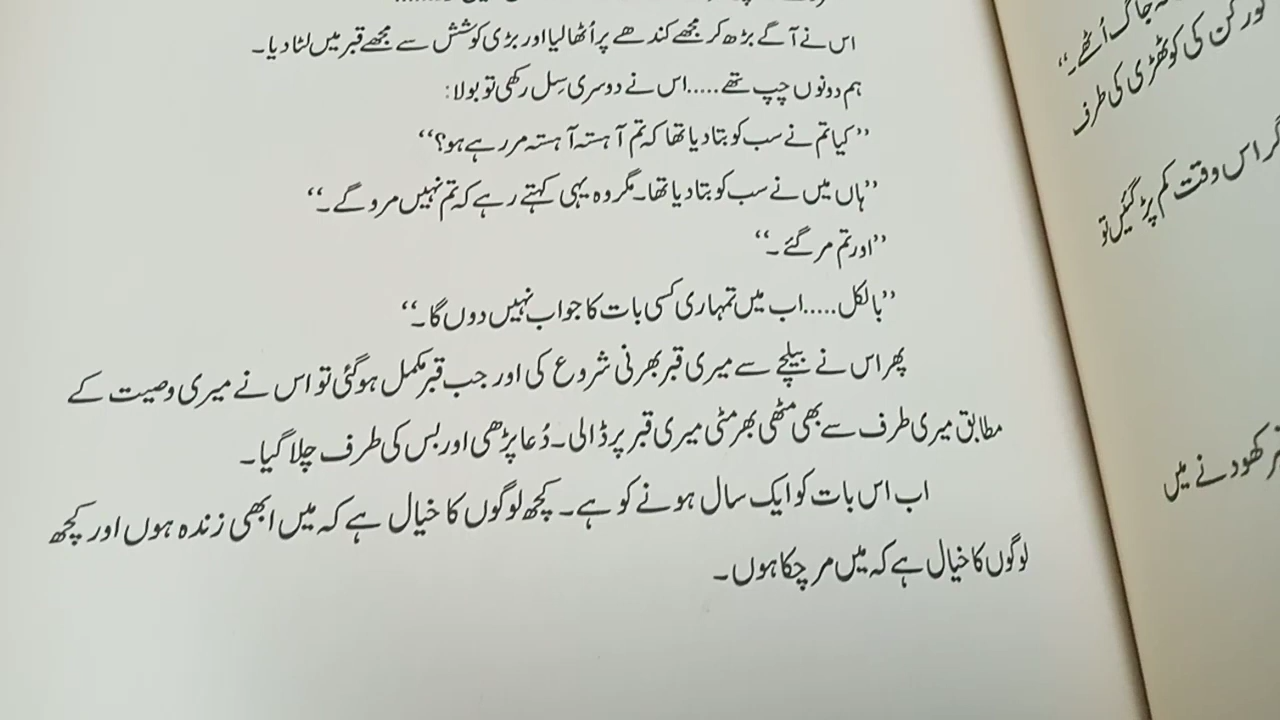 اس نے آگے بڑھ کر مجھے کندھے پر اُٹھا لیا اور بڑی کوشش سے مجھے قبر میں لٹا دیا۔
ہم دونوں چپ تھے.....اس نے دوسری سِل رکھی تو بولا:
”کیا تم نے سب کو بتا دیا تھا کہ تم آہستہ آہستہ مر رہے ہو؟“
”ہاں میں نے سب کو بتا دیا تھا۔ مگر وہ یہی کہتے رہے کہ تم نہیں مرو گے۔“
”اور تم مر گئے۔“
”بالکل.....اب میں تمہاری کسی بات کا جواب نہیں دوں گا۔“
پھر اس نے بیلچے سے میری قبر بھرنی شروع کی اور جب قبر مکمل ہو گئی تو اس نے میری وصیت کے
مطابق میری طرف سے بھی مٹھی بھر مٹی میری قبر پر ڈالی۔ دُعا پڑھی اور بس کی طرف چلا گیا۔
اب اس بات کو ایک سال ہونے کو ہے۔ کچھ لوگوں کا خیال ہے کہ میں ابھی زندہ ہوں اور کچھ
لوگوں کا خیال ہے کہ میں مر چکا ہوں۔
جاگ اُٹھے۔“
گورکن کی کوٹھڑی کی طرف
اس وقت کم پڑ گئیں تو
کھودنے میں